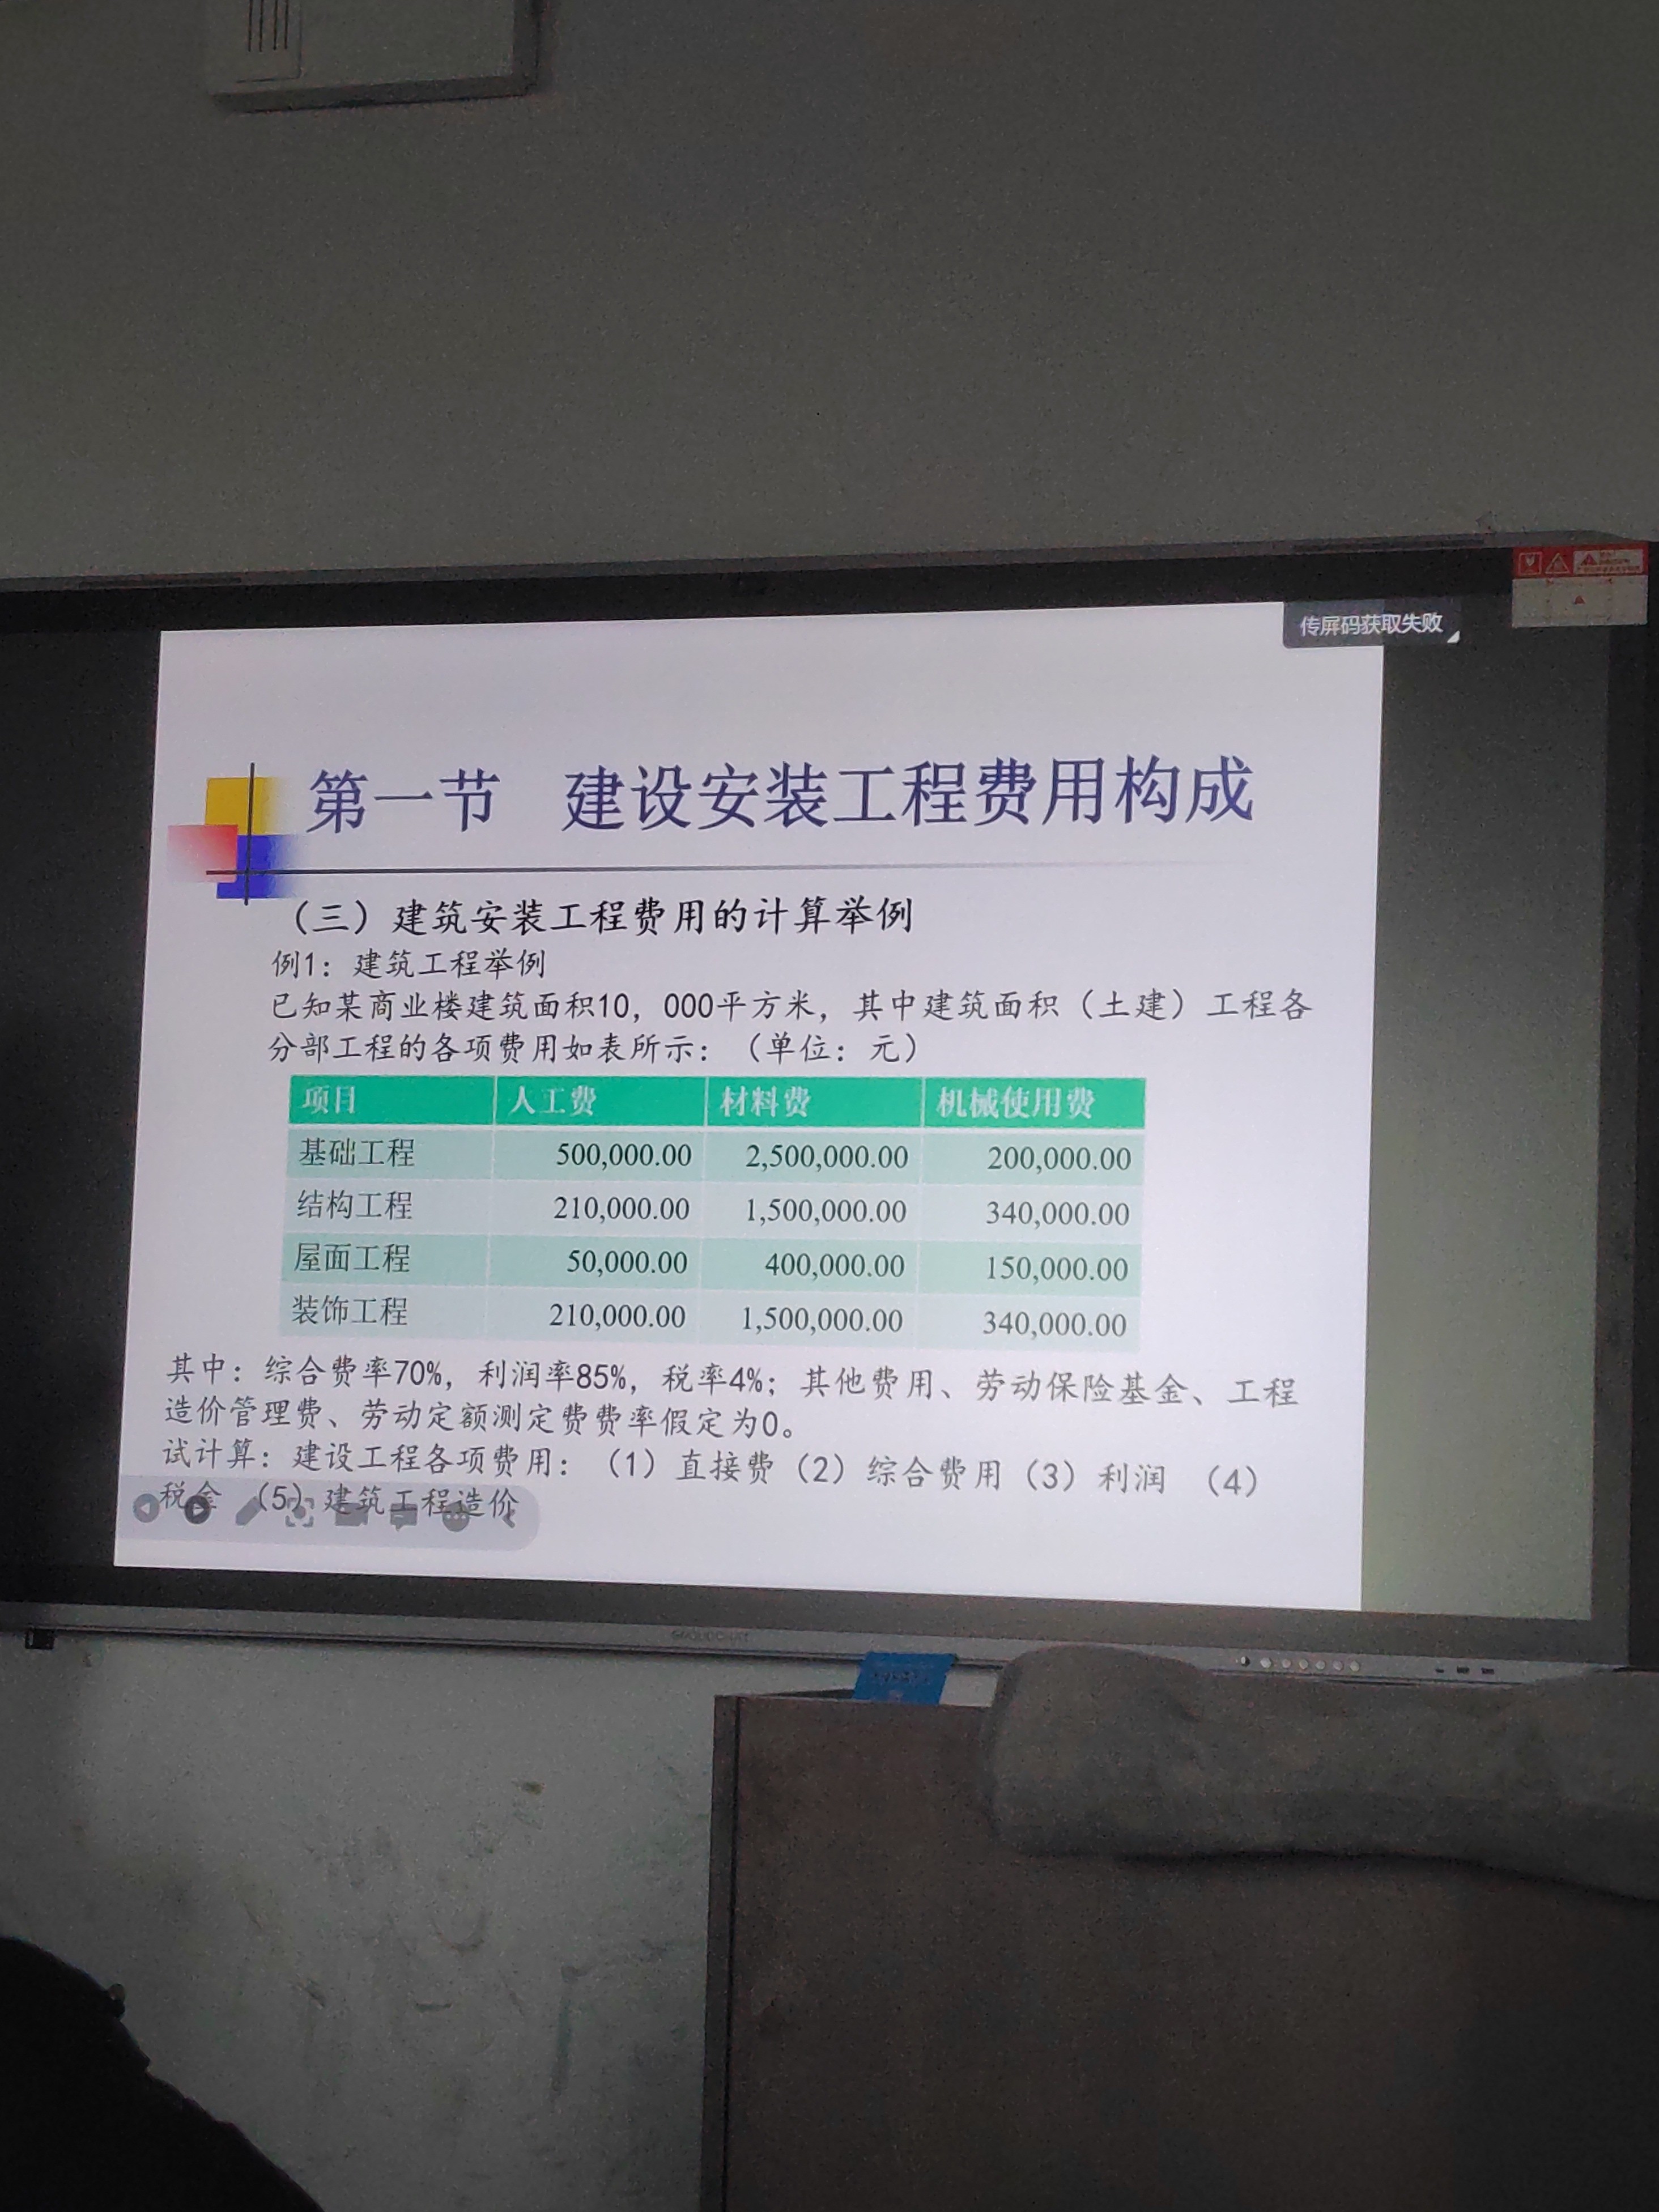 传屏码获取失败
第一节 建设安装工程费用构成
（三）建筑安装工程费用的计算举例
例1：建筑工程举例
已知某商业楼建筑面积10，000平方米，其中建筑面积（土建）工程各
分部工程的各项费用如表所示：（单位：元）
项目 人工费 材料费 机械使用费
基础工程 500,000.00 2,500,000.00 200,000.00
结构工程 210,000.00 1,500,000.00 340,000.00
屋面工程 50,000.00 400,000.00 150,000.00
装饰工程 210,000.00 1,500,000.00 340,000.00
其中：综合费率70%，利润率85%，税率4%；其他费用、劳动保险基金、工程
造价管理费、劳动定额测定费费率假定为0。
试计算：建设工程各项费用：（1）直接费（2）综合费用（3）利润 （4）
税金 （5）建筑工程造价